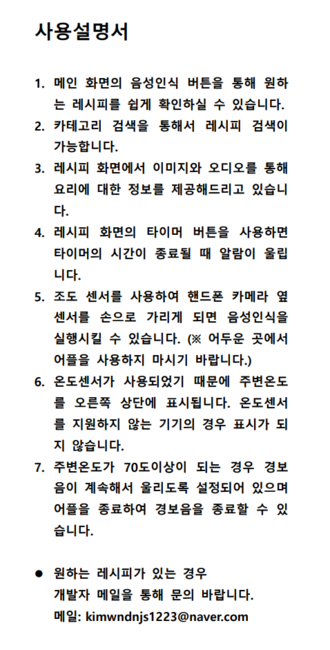 사용설명서
1. 메인 화면의 음성인식 버튼을 통해 원하
는 레시피를 쉽게 확인하실 수 있습니다.
2. 카테고리 검색을 통해서 레시피 검색이
가능합니다.
3. 레시피 화면에서 이미지와 오디오를 통해
요리에 대한 정보를 제공해드리고 있습니
다.
4. 레시피 화면의 타이머 버튼을 사용하면
타이머의 시간이 종료될 때 알람이 울립
니다.
5. 조도 센서를 사용하여 핸드폰 카메라 옆
센서를 손으로 가리게 되면 음성인식을
실행시킬 수 있습니다. (※ 어두운 곳에서
어플을 사용하지 마시기 바랍니다.)
6. 온도센서가 사용되었기 때문에 주변온도
를 오른쪽 상단에 표시됩니다. 온도센서
를 지원하지 않는 기기의 경우 표시가 되
지 않습니다.
7. 주변온도가 70도이상이 되는 경우 경보
음이 계속해서 울리도록 설정되어 있으며
어플을 종료하여 경보음을 종료할 수 있
습니다.
● 원하는 레시피가 있는 경우
개발자 메일을 통해 문의 바랍니다.
메일: kimwndnjs1223@naver.com